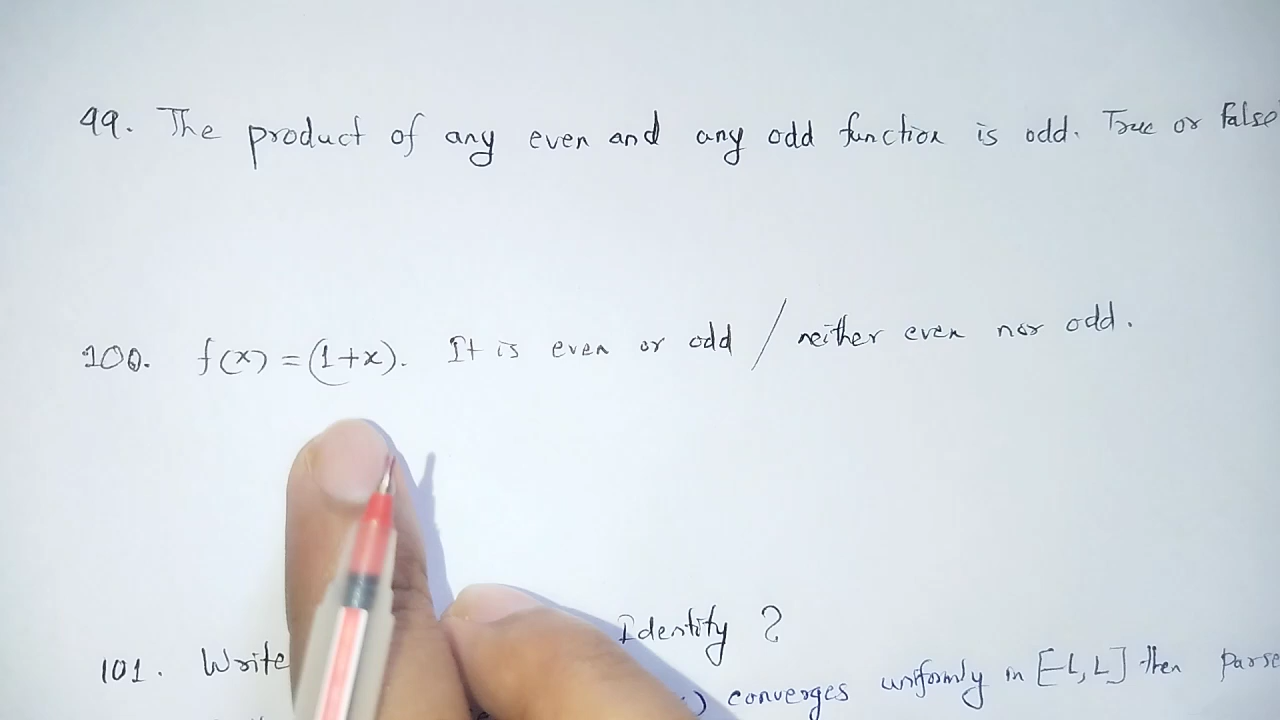 99. The product of any even and any odd function is odd. True or False
100. f(x) = (1+x). It is even or odd / neither even nor odd.
101. Write Identity ?
converges uniformly in [-L, L] then parse